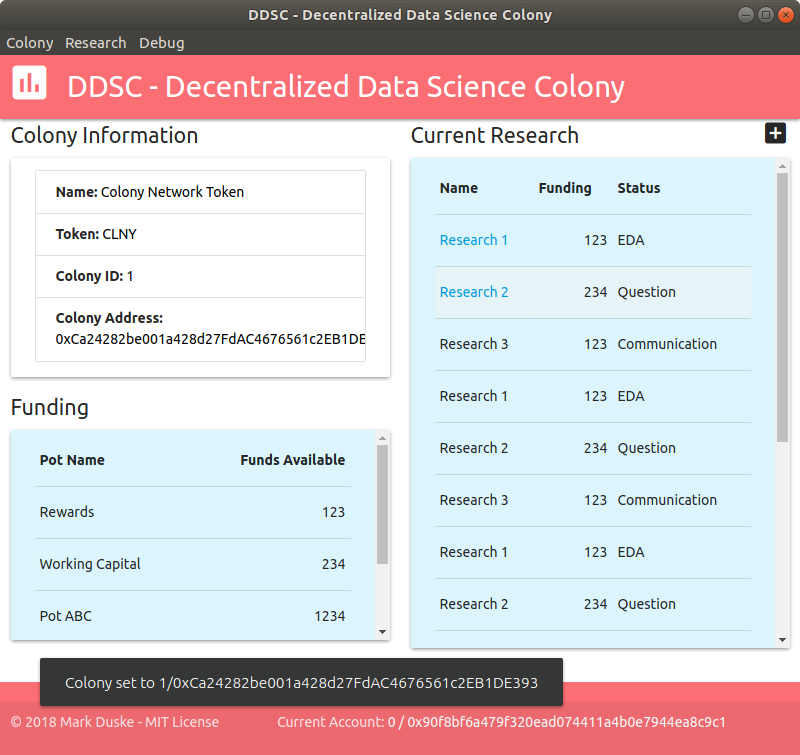 DDSC - Decentralized Data Science Colony
Colony Research Debug
DDSC - Decentralized Data Science Colony
Colony Information
Name: Colony Network Token
Token: CLNY
Colony ID: 1
Colony Address:
0xCa24282be001a428d27FdAC4676561c2EB1DE
Funding
Pot Name Funds Available
Rewards 123
Working Capital 234
Pot ABC 1234
Current Research
Name Funding Status
Research 1 123 EDA
Research 2 234 Question
Research 3 123 Communication
Research 1 123 EDA
Research 2 234 Question
Research 3 123 Communication
Research 1 123 EDA
Research 2 234 Question
Colony set to 1/0xCa24282be001a428d27FdAC4676561c2EB1DE393
© 2018 Mark Duske - MIT License Current Account: 0 / 0x90f8bf6a479f320ead074411a4b0e7944ea8c9c1